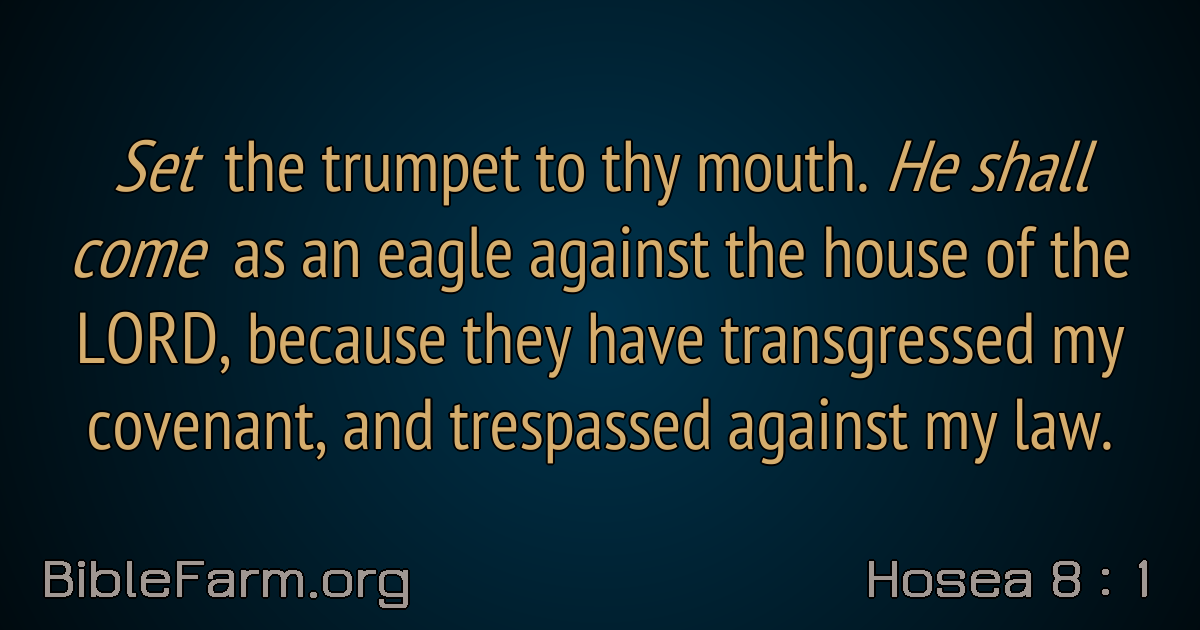 Set the trumpet to thy mouth. He shall
come as an eagle against the house of the
LORD, because they have transgressed my
covenant, and trespassed against my law.
BibleFarm.org
Hosea 8 : 1